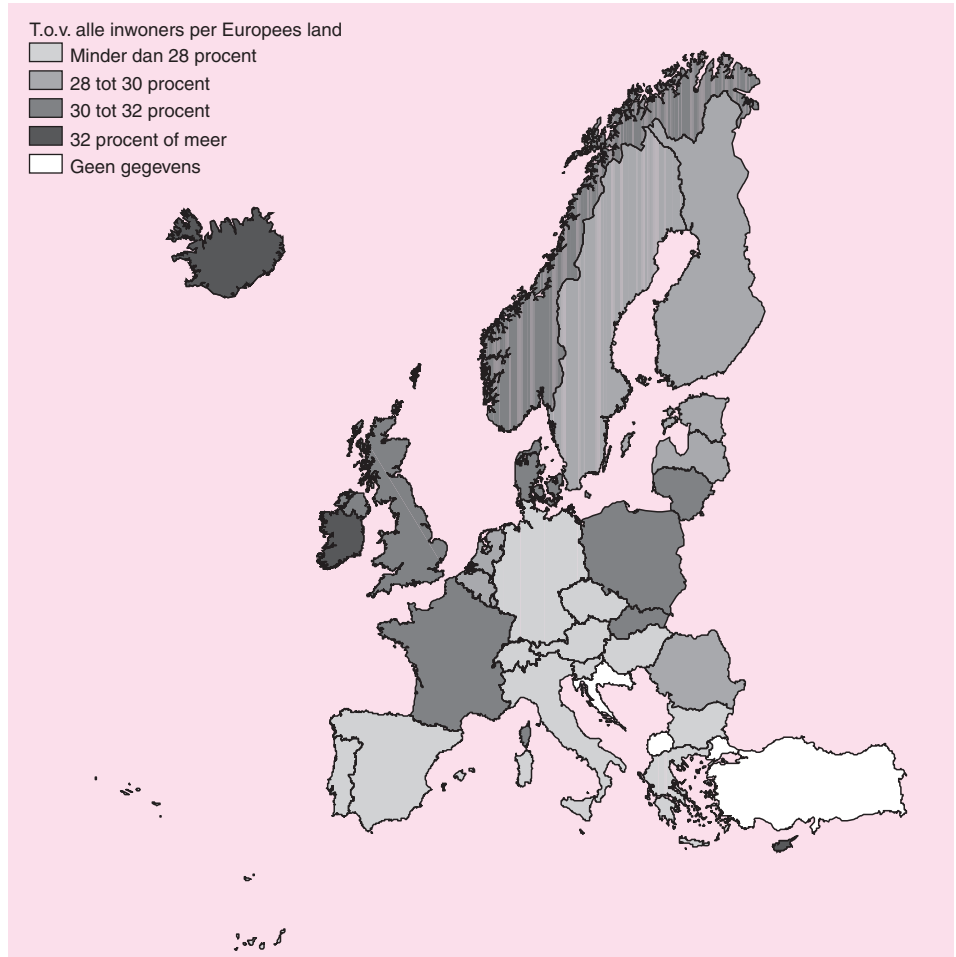 T.o.v. alle inwoners per Europees land
Minder dan 28 procent
28 tot 30 procent
30 tot 32 procent
32 procent of meer
Geen gegevens